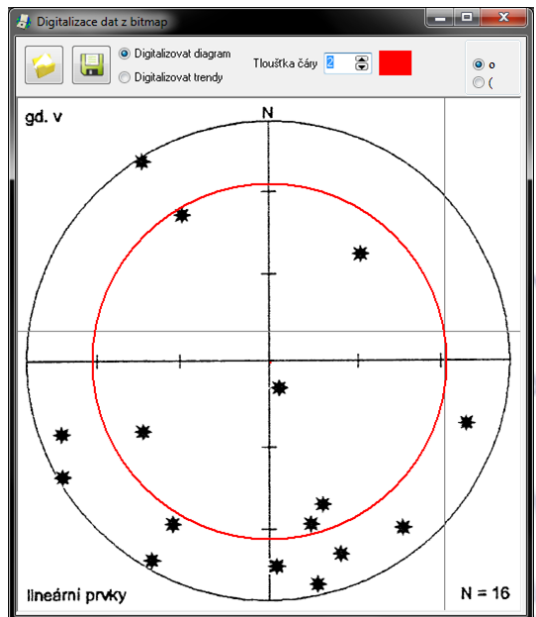 Digitalizace dat z bitmap
Digitalizovat diagram
Digitalizovat trendy
Tloušťka čáry 2
o
(
gd. v
N
lineární prvky
N = 16